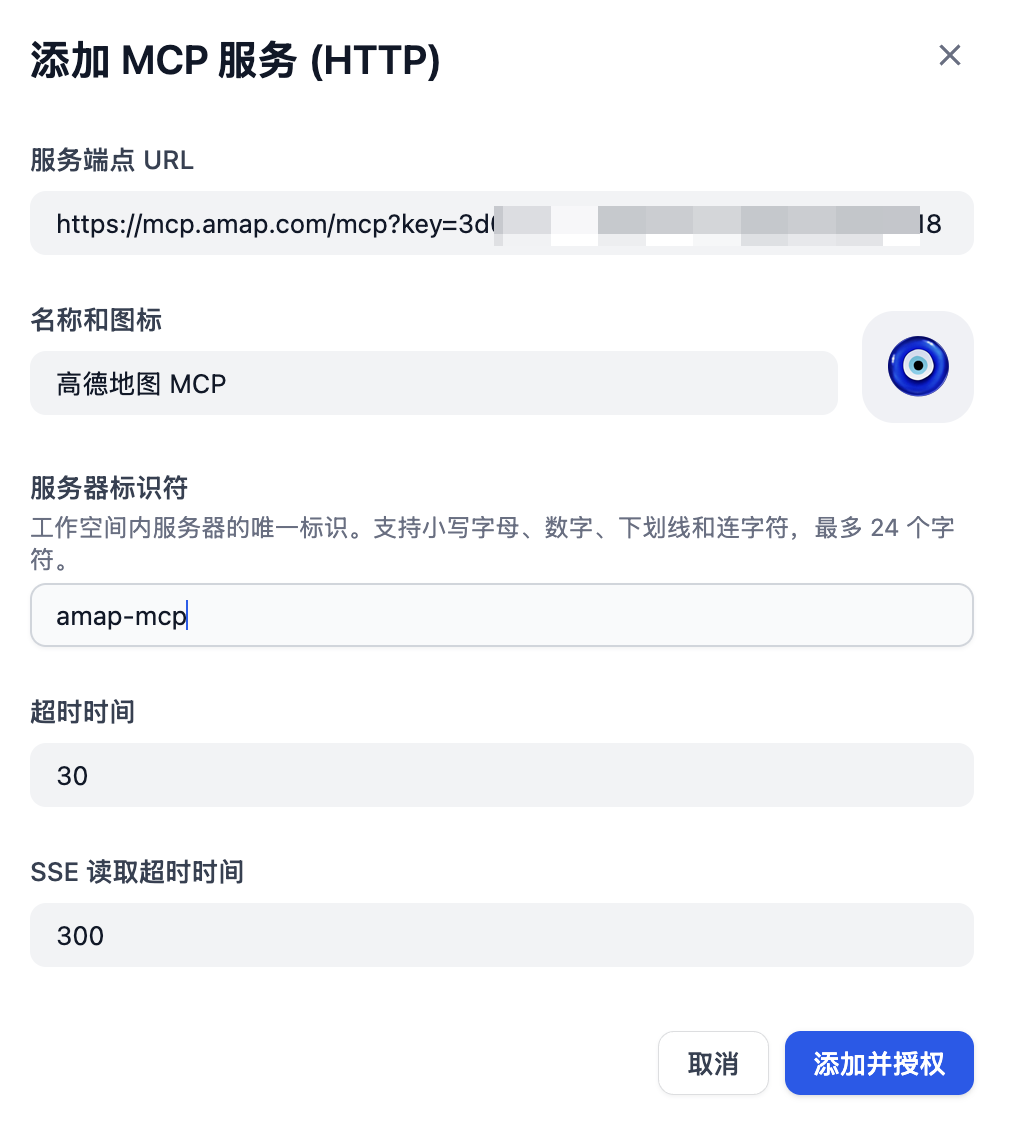 添加 MCP 服务 (HTTP)
服务端点 URL
https://mcp.amap.com/mcp?key=3d 18
名称和图标
高德地图 MCP
服务器标识符
工作空间内服务器的唯一标识。支持小写字母、数字、下划线和连字符，最多 24 个字
符。
amap-mcp
超时时间
30
SSE 读取超时时间
300
取消
添加并授权